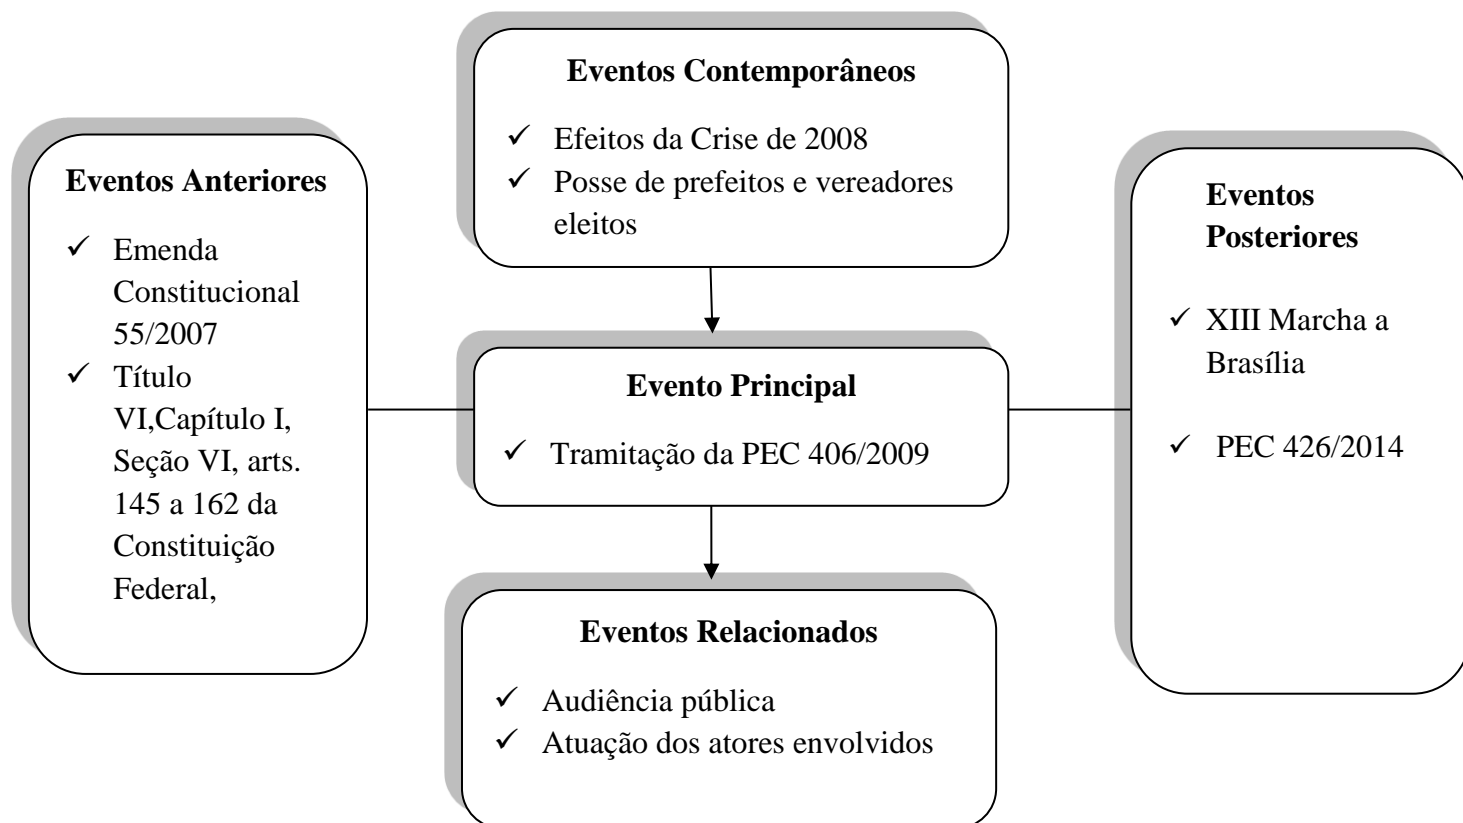 Eventos Contemporâneos
✓ Efeitos da Crise de 2008
✓ Posse de prefeitos e vereadores
eleitos
Eventos Anteriores
✓ Emenda
Constitucional
55/2007
✓ Título
VI,Capítulo I,
Seção VI, arts.
145 a 162 da
Constituição
Federal,
Evento Principal
✓ Tramitação da PEC 406/2009
Eventos
Posteriores
✓ XIII Marcha a
Brasília
✓ PEC 426/2014
Eventos Relacionados
✓ Audiência pública
✓ Atuação dos atores envolvidos